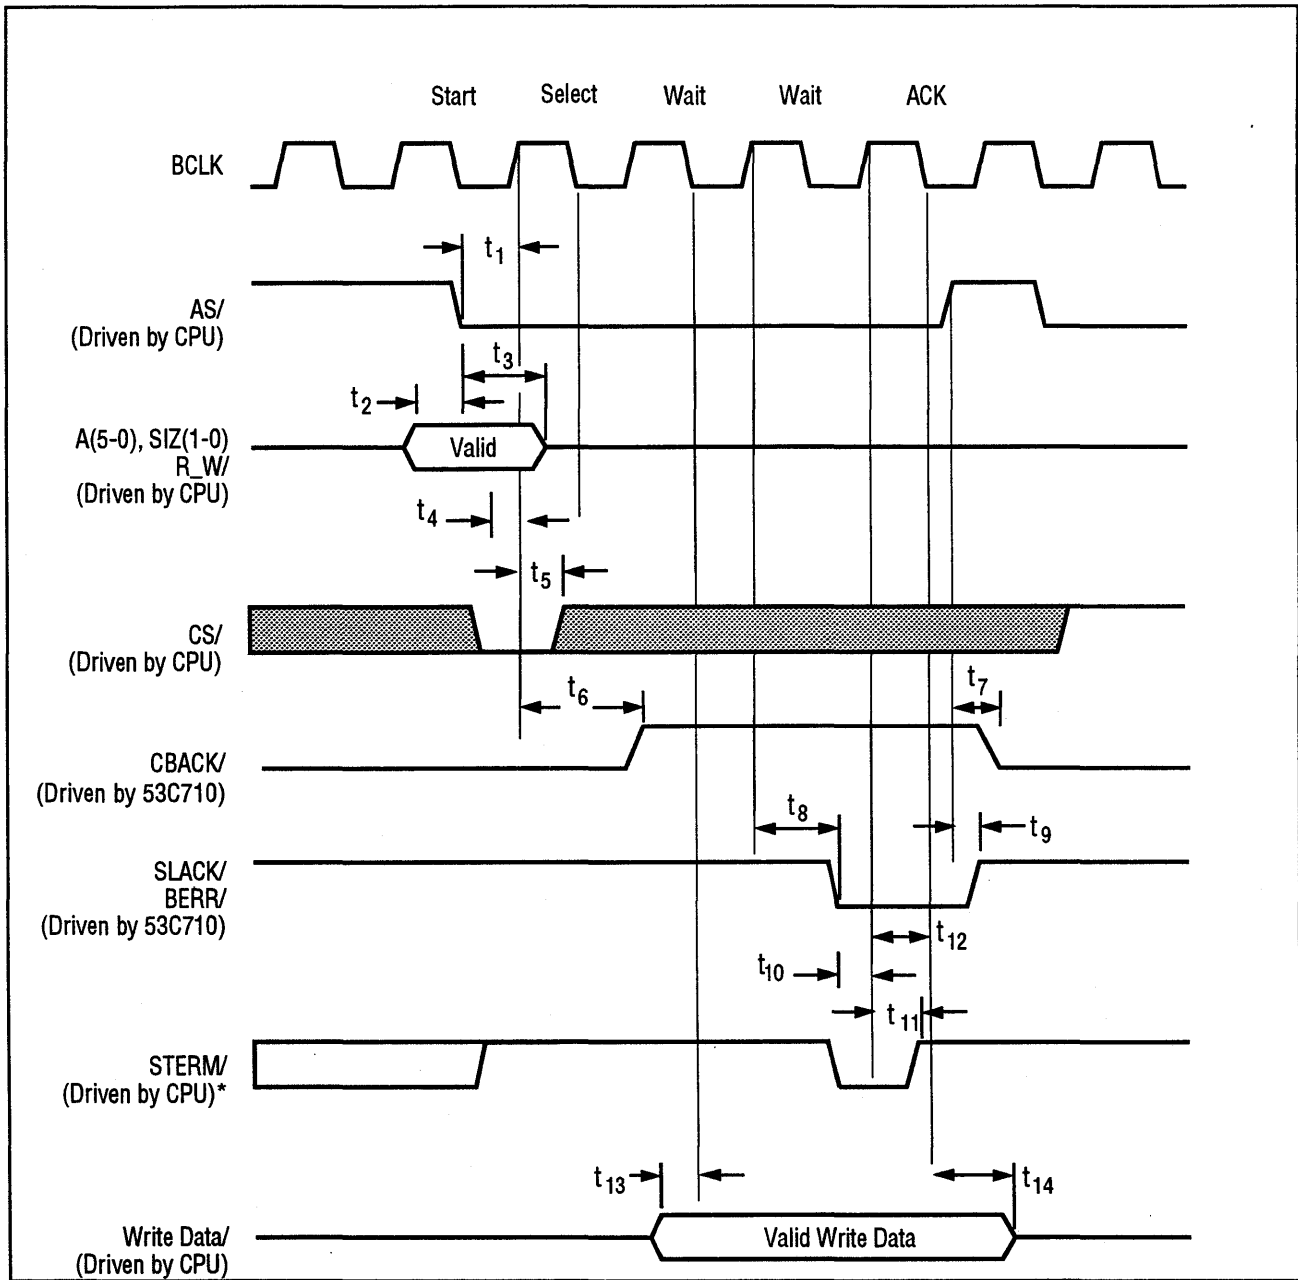 Start Select Wait Wait ACK
BCLK
t1
AS/
(Driven by CPU)
t3
t2
A(5-0), SIZ(1-0)
R_W/
(Driven by CPU)
Valid
t4
t5
CS/
(Driven by CPU)
t6
t7
CBACK/
(Driven by 53C710)
t8
t9
SLACK/
BERR/
(Driven by 53C710)
t12
t10
t11
STERM/
(Driven by CPU)*
t13
t14
Write Data/
(Driven by CPU)
Valid Write Data